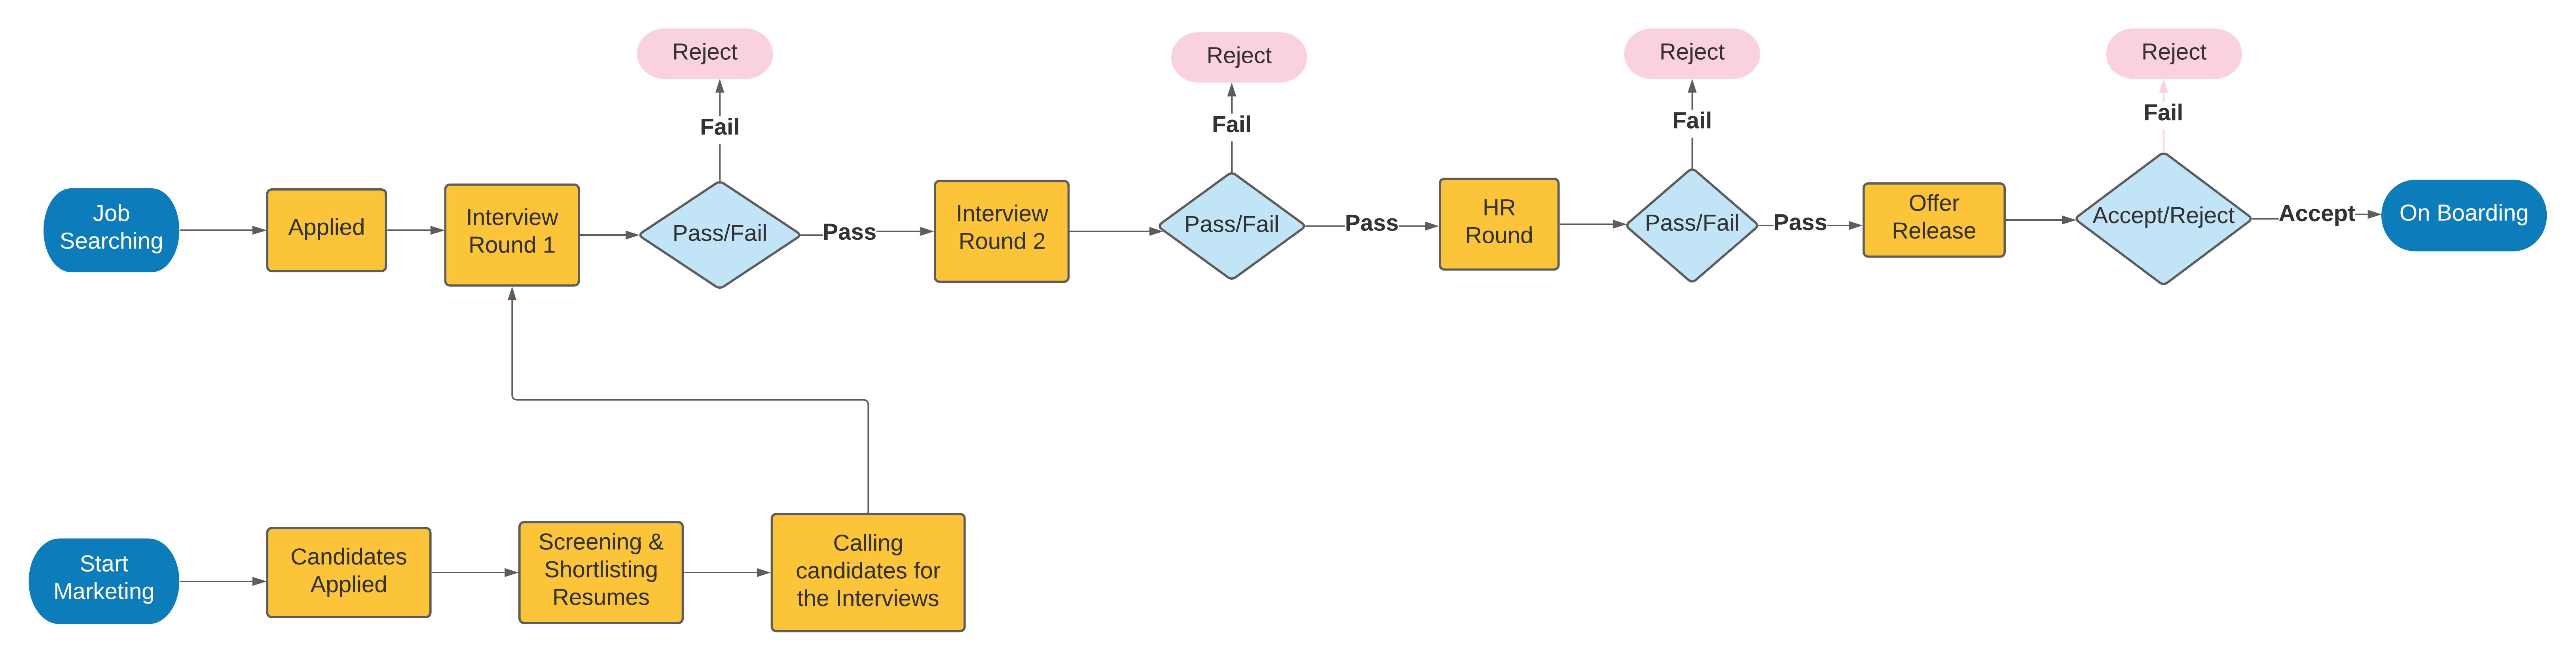 Reject
Reject
Reject
Reject
Fail
Fail
Fail
Fail
Job
Searching
Applied
Interview
Round 1
Pass/Fail
Pass
Interview
Round 2
Pass/Fail
Pass
HR
Round
Pass/Fail
Pass
Offer
Release
Accept/Reject
Accept
On Boarding
Start
Marketing
Candidates
Applied
Screening &
Shortlisting
Resumes
Calling
candidates for
the Interviews